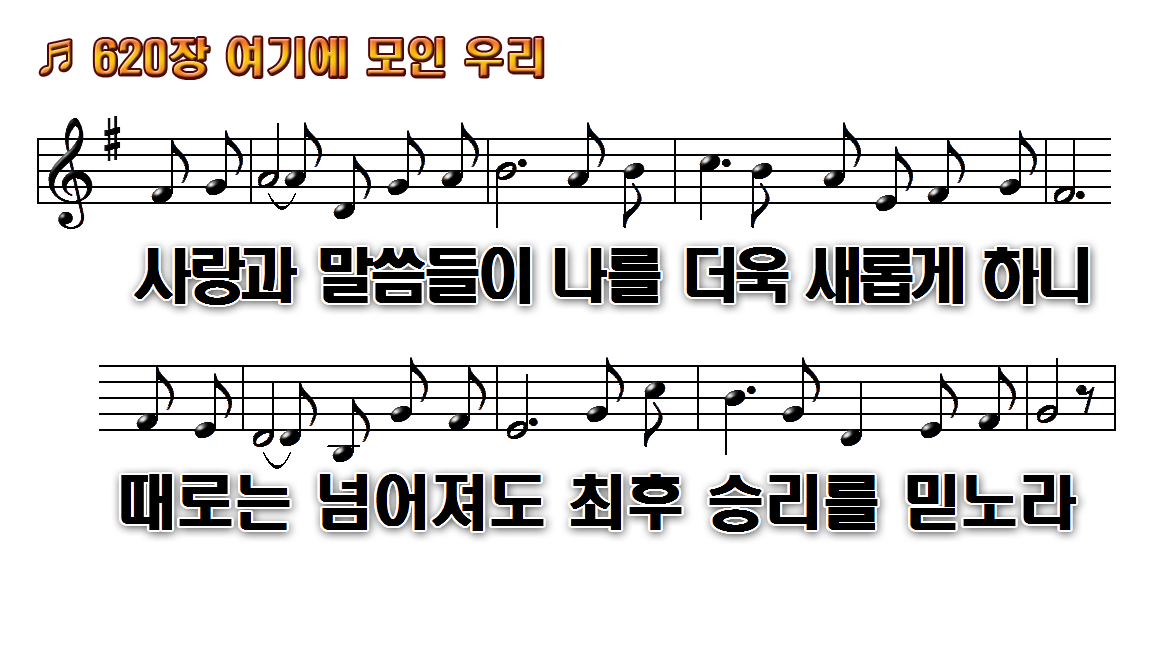 620장 여기에 모인 우리
사랑과 말씀들이 나를 더욱 새롭게 하니
때로는 넘어져도 최후 승리를 믿노라